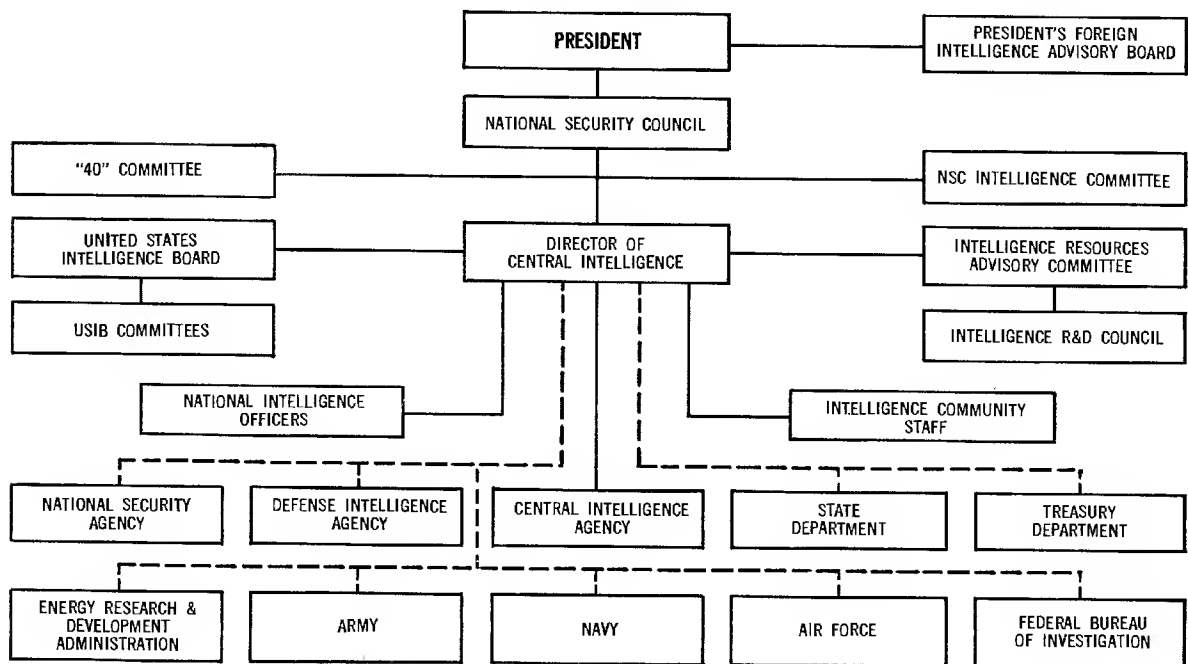 PRESIDENT
PRESIDENT'S FOREIGN
INTELLIGENCE ADVISORY BOARD
NATIONAL SECURITY COUNCIL
"40" COMMITTEE
NSC INTELLIGENCE COMMITTEE
UNITED STATES
INTELLIGENCE BOARD
DIRECTOR OF
CENTRAL INTELLIGENCE
INTELLIGENCE RESOURCES
ADVISORY COMMITTEE
USIB COMMITTEES
INTELLIGENCE R&D COUNCIL
NATIONAL INTELLIGENCE
OFFICERS
INTELLIGENCE COMMUNITY
STAFF
NATIONAL SECURITY
AGENCY
DEFENSE INTELLIGENCE
AGENCY
CENTRAL INTELLIGENCE
AGENCY
STATE
DEPARTMENT
TREASURY
DEPARTMENT
ENERGY RESEARCH &
DEVELOPMENT
ADMINISTRATION
ARMY
NAVY
AIR FORCE
FEDERAL BUREAU
OF INVESTIGATION